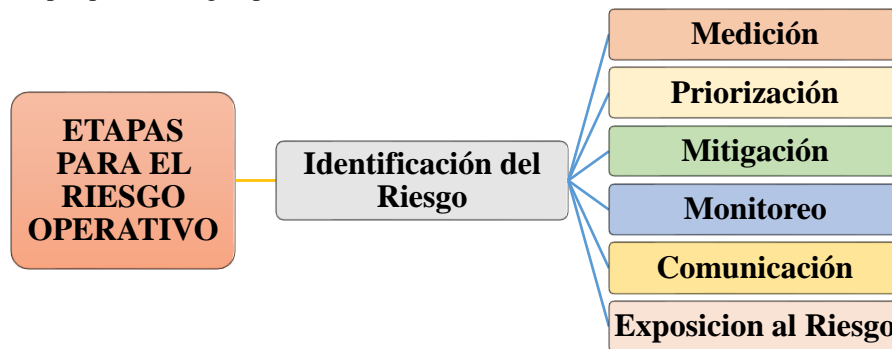 ETAPAS
PARA EL
RIESGO
OPERATIVO
Identificación del
Riesgo
Medición
Priorización
Mitigación
Monitoreo
Comunicación
Exposicion al Riesgo